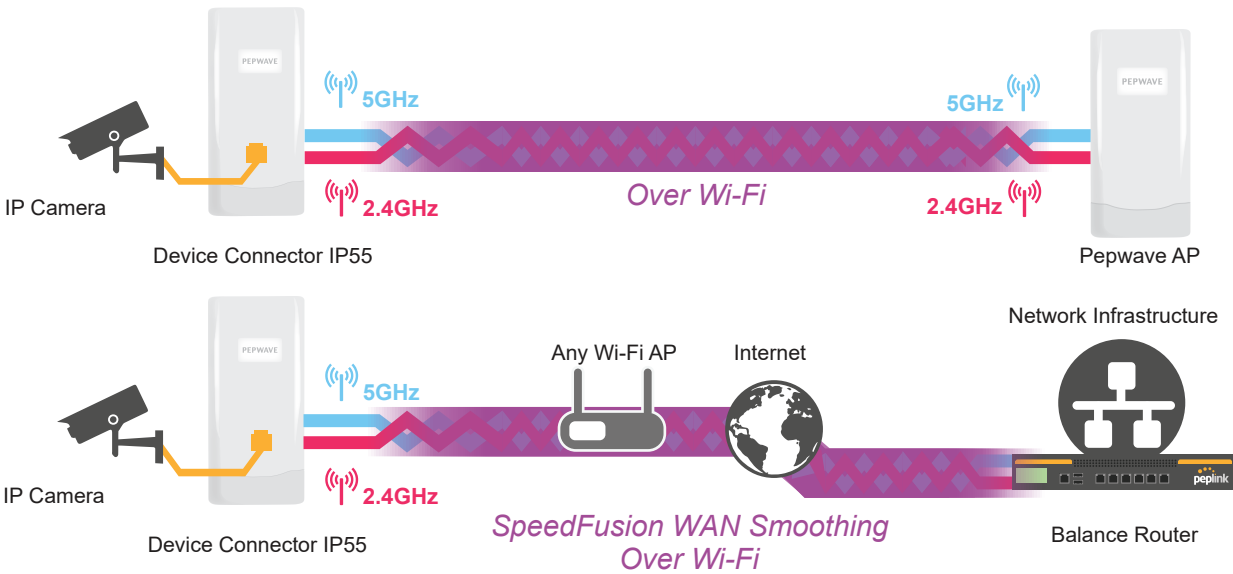 PEPWAVE
PEPWAVE
5GHz
5GHz
Over Wi-Fi
2.4GHz
2.4GHz
IP Camera
Device Connector IP55
Pepwave AP
Network Infrastructure
PEPWAVE
Any Wi-Fi AP
Internet
5GHz
2.4GHz
peplink
IP Camera
SpeedFusion WAN Smoothing
Over Wi-Fi
Device Connector IP55
Balance Router